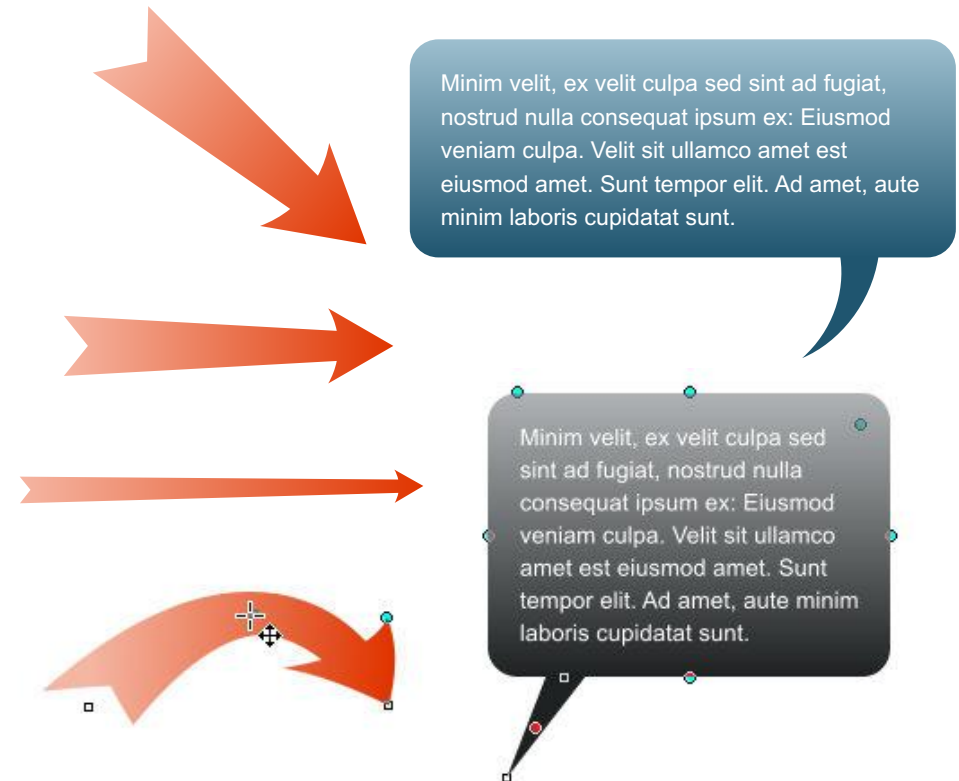 Minim velit, ex velit culpa sed sint ad fugiat,
nostrud nulla consequat ipsum ex: Eiusmod
veniam culpa. Velit sit ullamco amet est
eiusmod amet. Sunt tempor elit. Ad amet, aute
minim laboris cupidatat sunt.
Minim velit, ex velit culpa sed
sint ad fugiat, nostrud nulla
consequat ipsum ex: Eiusmod
veniam culpa. Velit sit ullamco
amet est eiusmod amet. Sunt
tempor elit. Ad amet, aute minim
laboris cupidatat sunt.